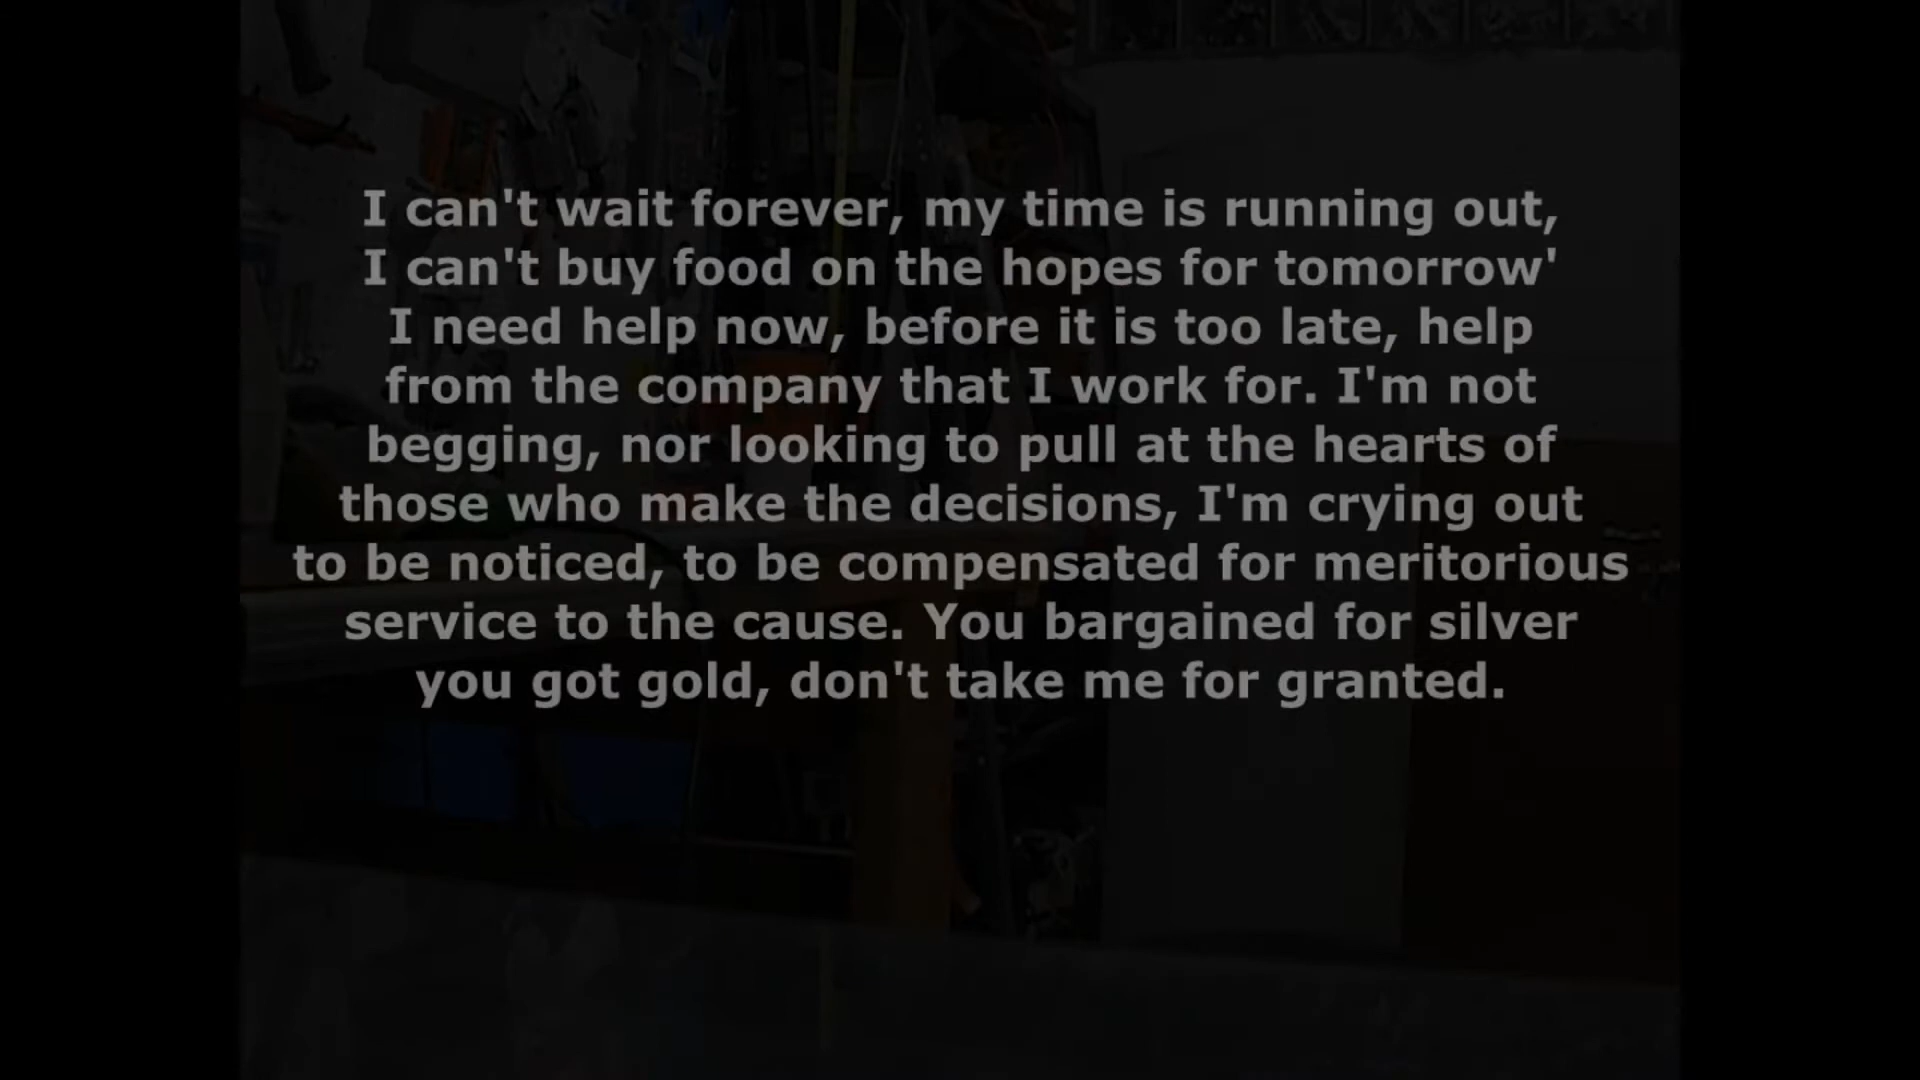 I can't wait forever, my time is running out,
I can't buy food on the hopes for tomorrow'
I need help now, before it is too late, help
from the company that I work for. I'm not
begging, nor looking to pull at the hearts of
those who make the decisions, I'm crying out
to be noticed, to be compensated for meritorious
service to the cause. You bargained for silver
you got gold, don't take me for granted.